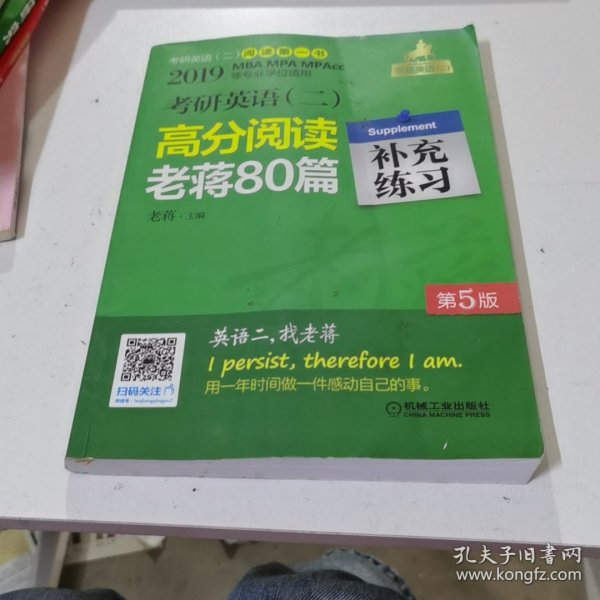 考研英语（二）阅读第一书
2019 MBA MPA MPAcc
等专业学位适用
考研英语（二）
高分阅读
老蒋80篇
Supplement
补充
练习
老蒋·主编
第5版
英语二，找老蒋
I persist, therefore I am.
用一年时间做一件感动自己的事。
扫码关注
机械工业出版社
CHINA MACHINE PRESS
孔夫子旧书网
www.kongfz.com